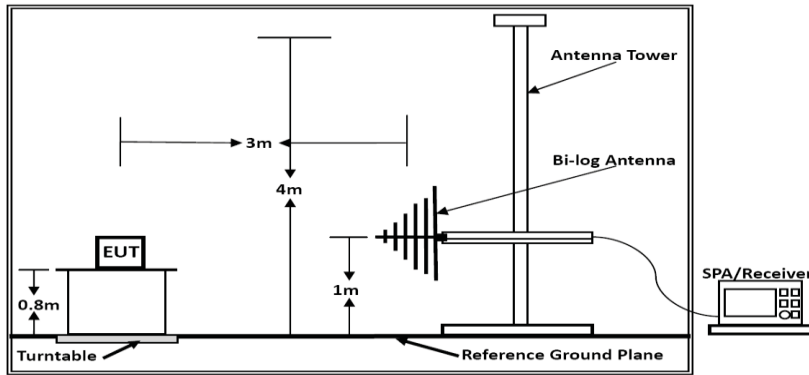 Antenna Tower
3m
Bi-log Antenna
4m
EUT
SPA/Receiver
0.8m
1m
Turntable
Reference Ground Plane